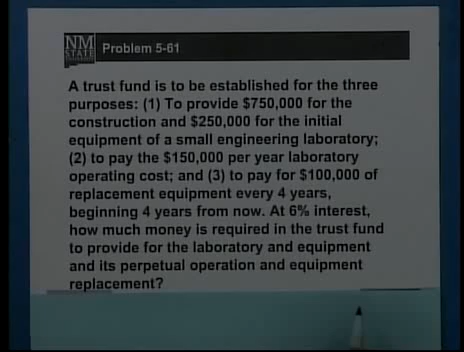 NM
STATE
Problem 5-61
A trust fund is to be established for the three
purposes: (1) To provide $750,000 for the
construction and $250,000 for the initial
equipment of a small engineering laboratory;
(2) to pay the $150,000 per year laboratory
operating cost; and (3) to pay for $100,000 of
replacement equipment every 4 years,
beginning 4 years from now. At 6% interest,
how much money is required in the trust fund
to provide for the laboratory and equipment
and its perpetual operation and equipment
replacement?